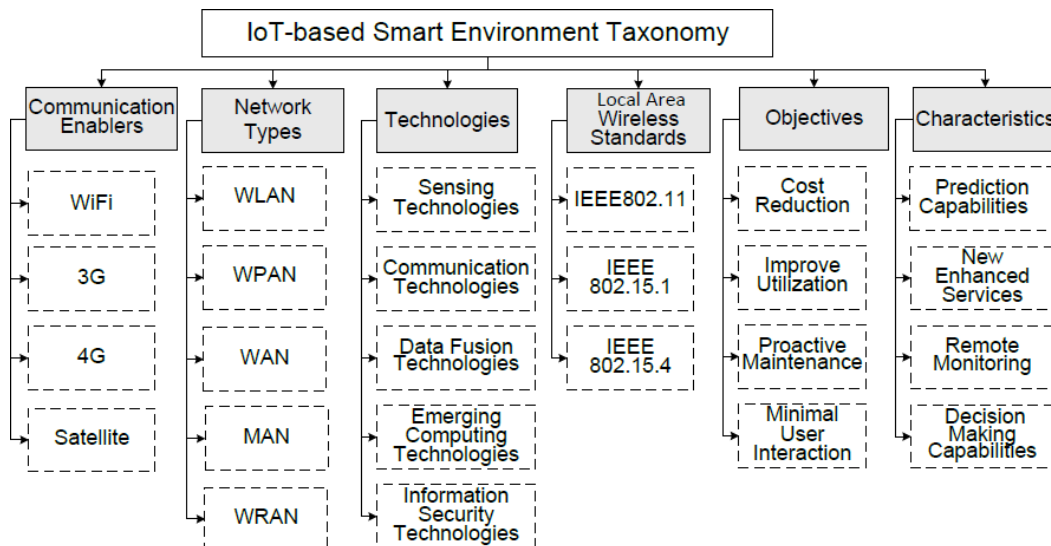 IoT-based Smart Environment Taxonomy
Communication
Enablers
WiFi
3G
4G
Satellite
Network
Types
WLAN
WPAN
WAN
MAN
WRAN
Technologies
Sensing
Technologies
Communication
Technologies
Data Fusion
Technologies
Emerging
Computing
Technologies
Information
Security
Technologies
Local Area
Wireless
Standards
IEEE802.11
IEEE
802.15.1
IEEE
802.15.4
Objectives
Cost
Reduction
Improve
Utilization
Proactive
Maintenance
Minimal
User
Interaction
Characteristics
Prediction
Capabilities
New
Enhanced
Services
Remote
Monitoring
Decision
Making
Capabilities